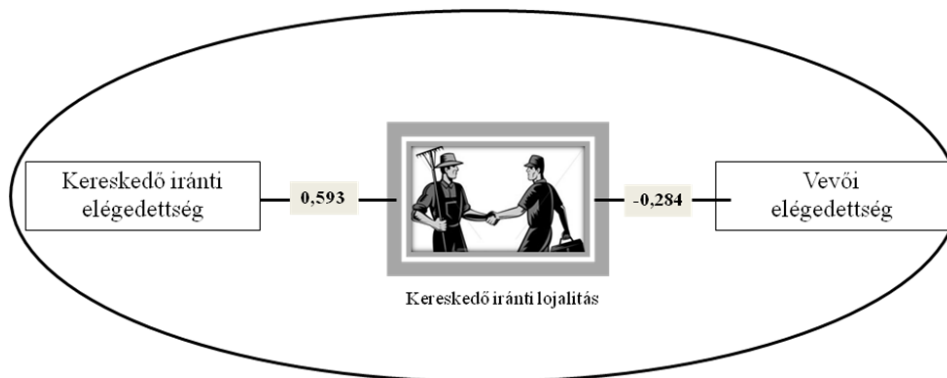 Kereskedő iránti
elégedettség
0,593
-0,284
Vevői
elégedettség
Kereskedő iránti lojalitás